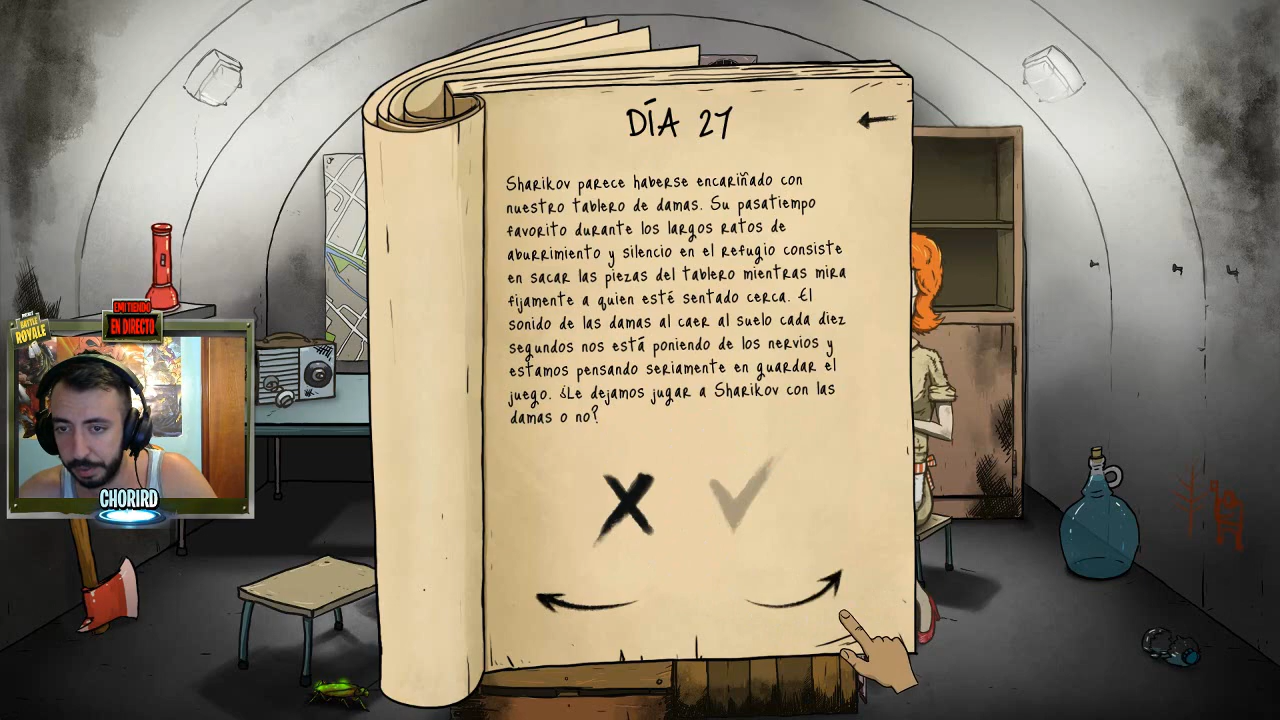 DÍA 27
Sharikov parece haberse encariñado con
nuestro tablero de damas. Su pasatiempo
favorito durante los largos ratos de
aburrimiento y silencio en el refugio consiste
en sacar las piezas del tablero mientras mira
fijamente a quien esté sentado cerca. El
sonido de las damas al caer al suelo cada diez
segundos nos está poniendo de los nervios y
estamos pensando seriamente en guardar el
juego. ¿Le dejamos jugar a Sharikov con las
damas o no?
EMITIENDO
EN DIRECTO
BATTLE
ROYALE
CHORIRD